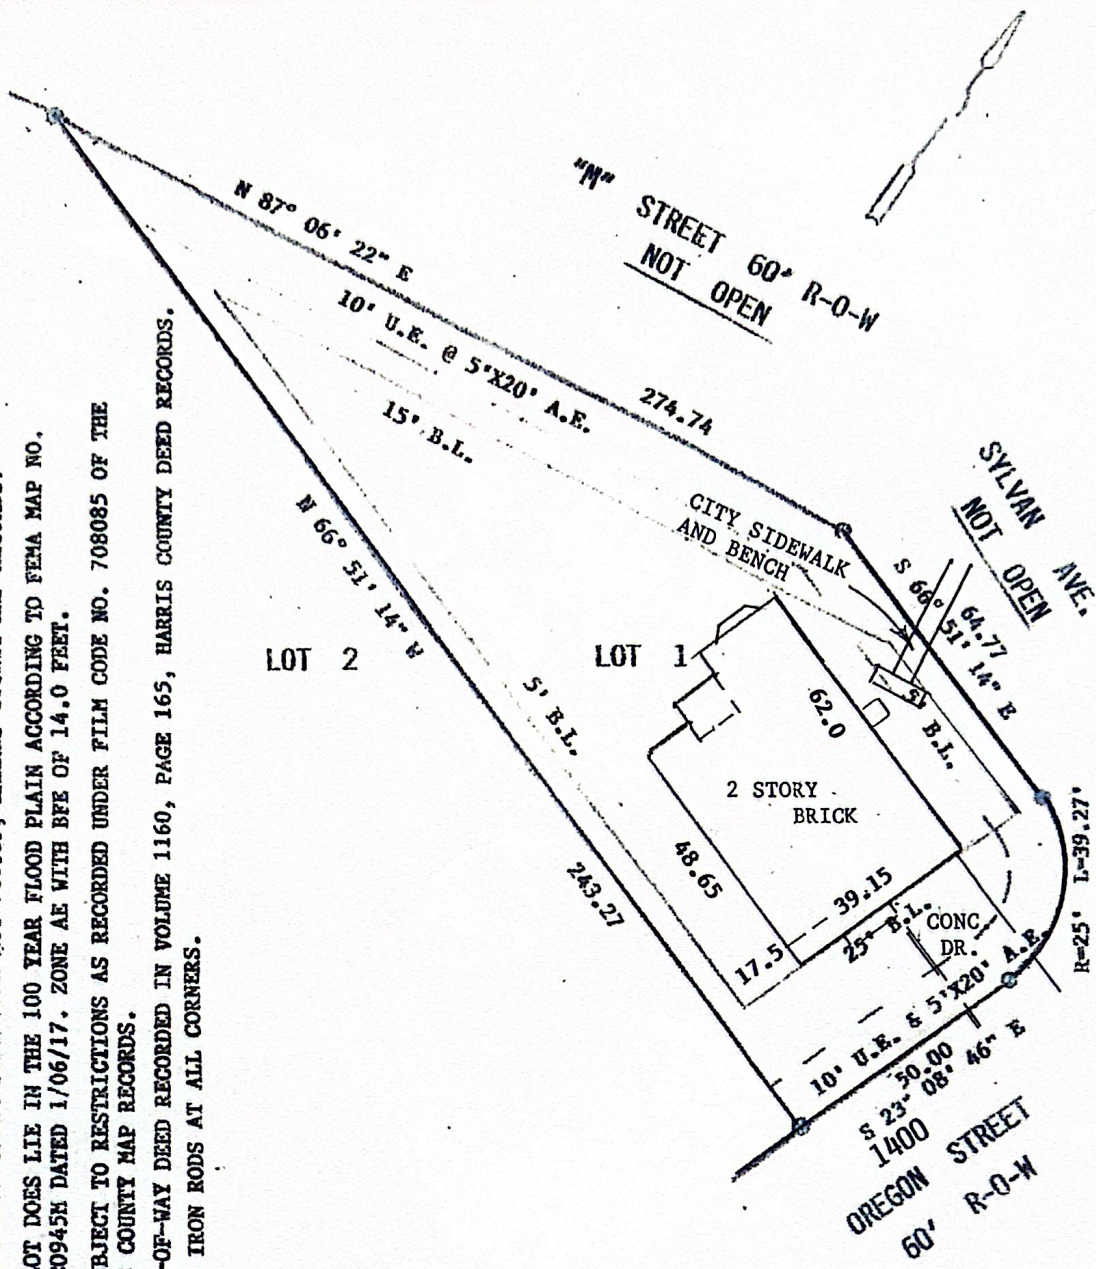 "M" STREET 60' R-O-W
NOT OPEN
N 87° 06' 22" E
10' U.E. @ 5'X20' A.E.
15' B.L.
274.74
SYLVAN AVE.
NOT OPEN
CITY SIDEWALK
AND BENCH
S 66° 51' 14" E
64.77
N 66° 51' 14" W
LOT 2
LOT 1
5' B.L.
62.0
5' B.L.
2 STORY
BRICK
48.65
243.27
39.15
17.5
25' B.L.
CONC
DR.
R=25' L=39.27'
10' U.E. & 5'X20' A.E.
50.00
S 23° 08' 46" E
1400
OREGON STREET
60' R-O-W
LOT DOES LIE IN THE 100 YEAR FLOOD PLAIN ACCORDING TO FEMA MAP NO.
C0945M DATED 1/06/17. ZONE AE WITH BFE OF 14.0 FEET.
BJECT TO RESTRICTIONS AS RECORDED UNDER FILM CODE NO. 708085 OF THE
COUNTY MAP RECORDS.
-OF-WAY DEED RECORDED IN VOLUME 1160, PAGE 165, HARRIS COUNTY DEED RECORDS.
IRON RODS AT ALL CORNERS.